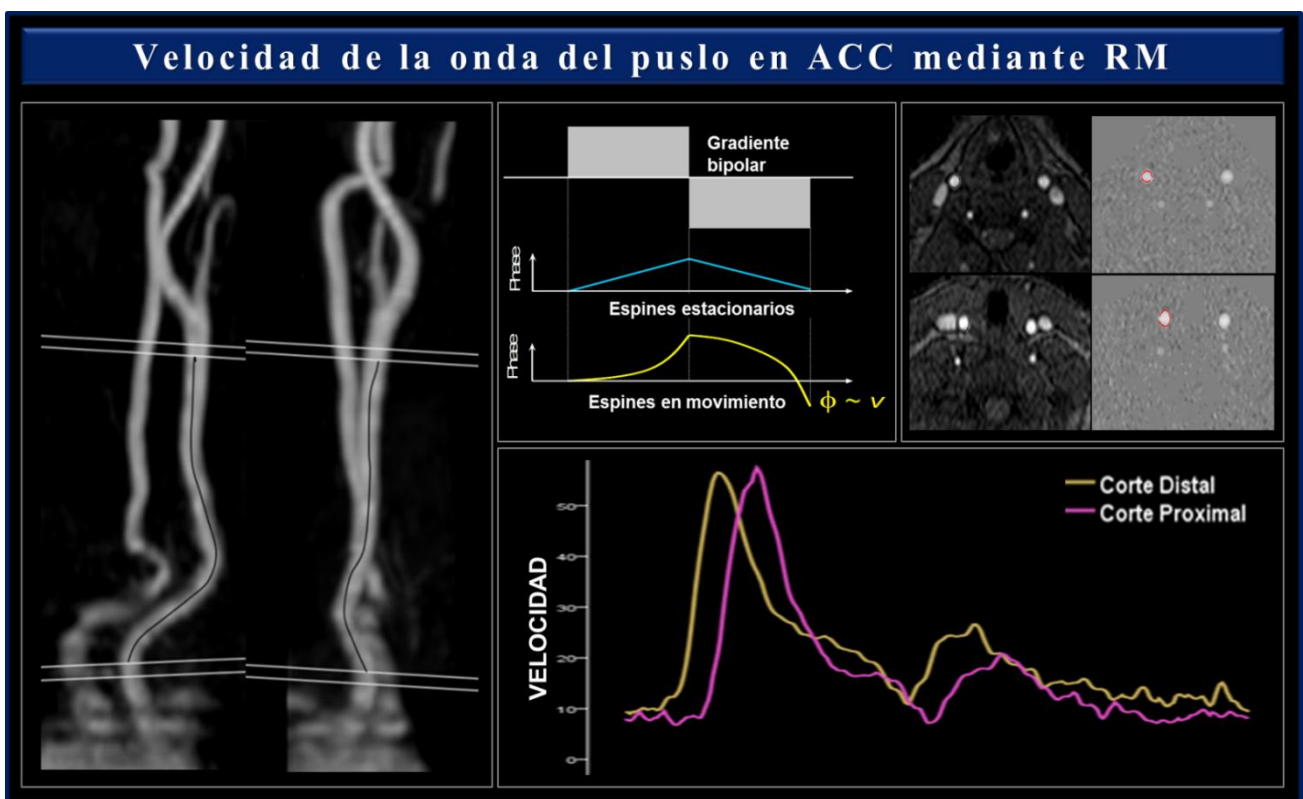 Velocidad de la onda del puslo en ACC mediante RM
Gradiente
bipolar
Phase
Espines estacionarios
Phase
Espines en movimiento
ϕ ~ v
Corte Distal
Corte Proximal
VELOCIDAD
50
40
30
20
10
0